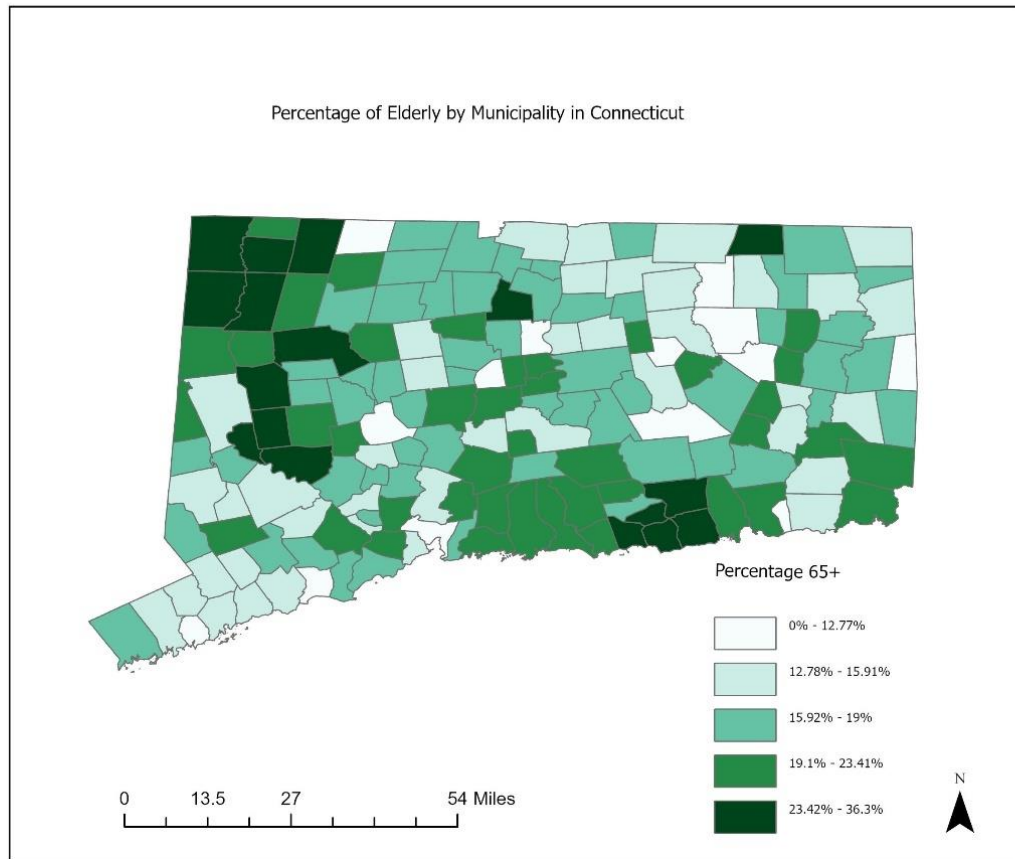 Percentage of Elderly by Municipality in Connecticut
Percentage 65+
0% - 12.77%
12.78% - 15.91%
15.92% - 19%
19.1% - 23.41%
23.42% - 36.3%
0 13.5 27 54 Miles
N